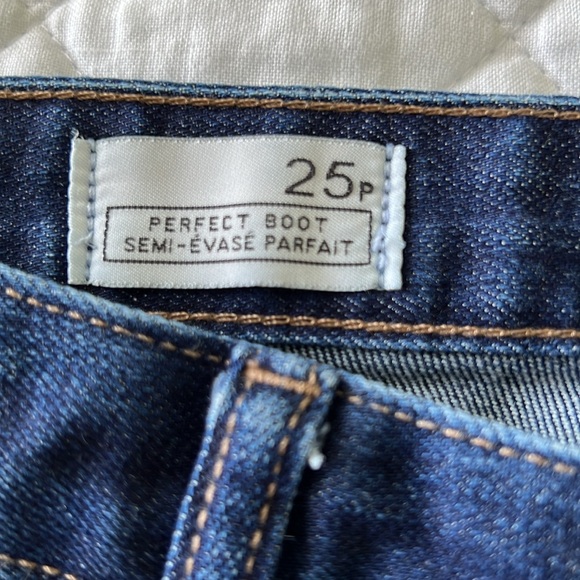 25P
PERFECT BOOT
SEMI-ÉVASÉ PARFAIT